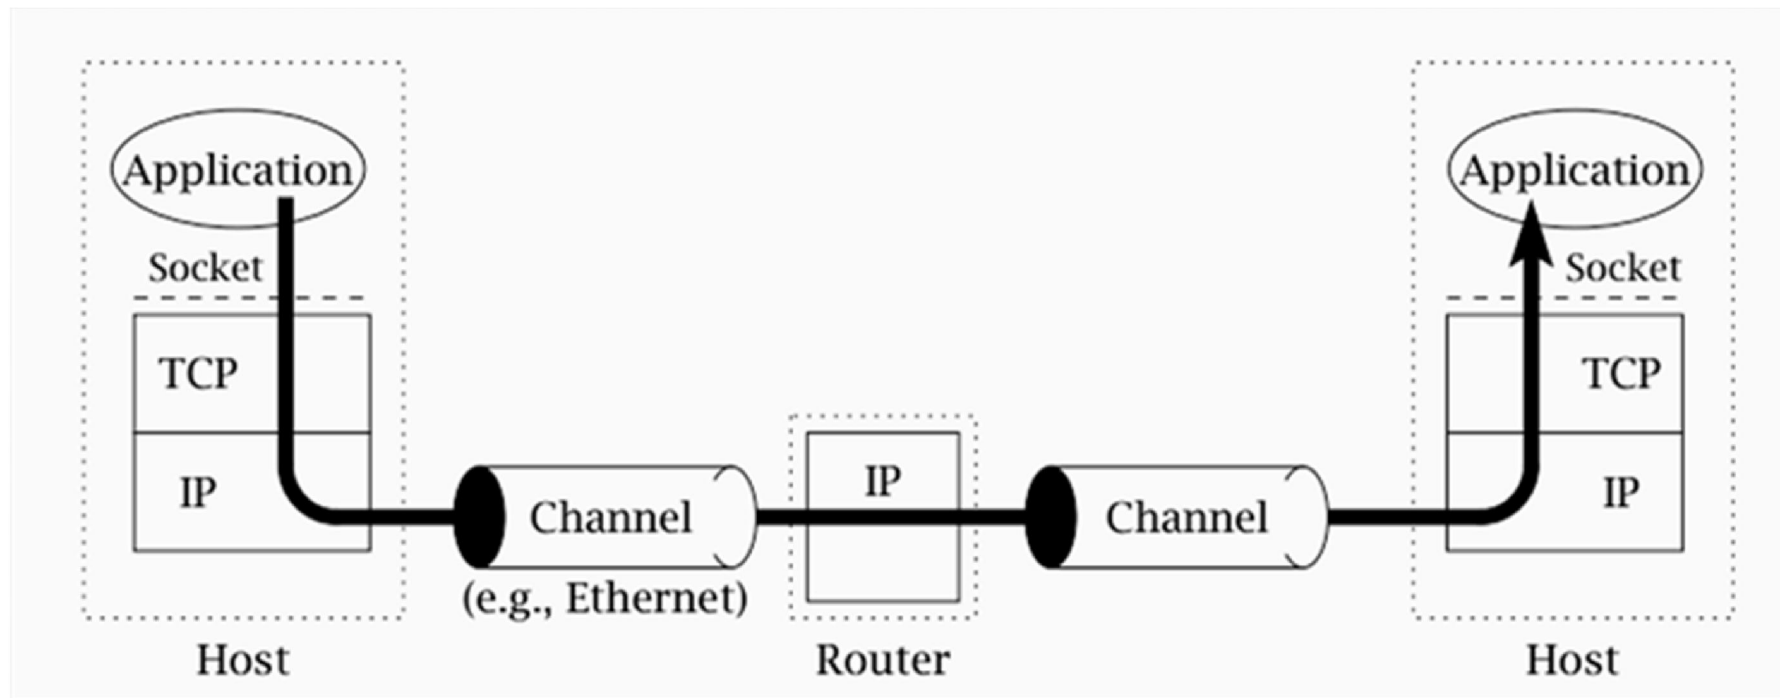 Application
Socket
TCP
IP
Host
Channel
(e.g., Ethernet)
IP
Router
Channel
Application
Socket
TCP
IP
Host